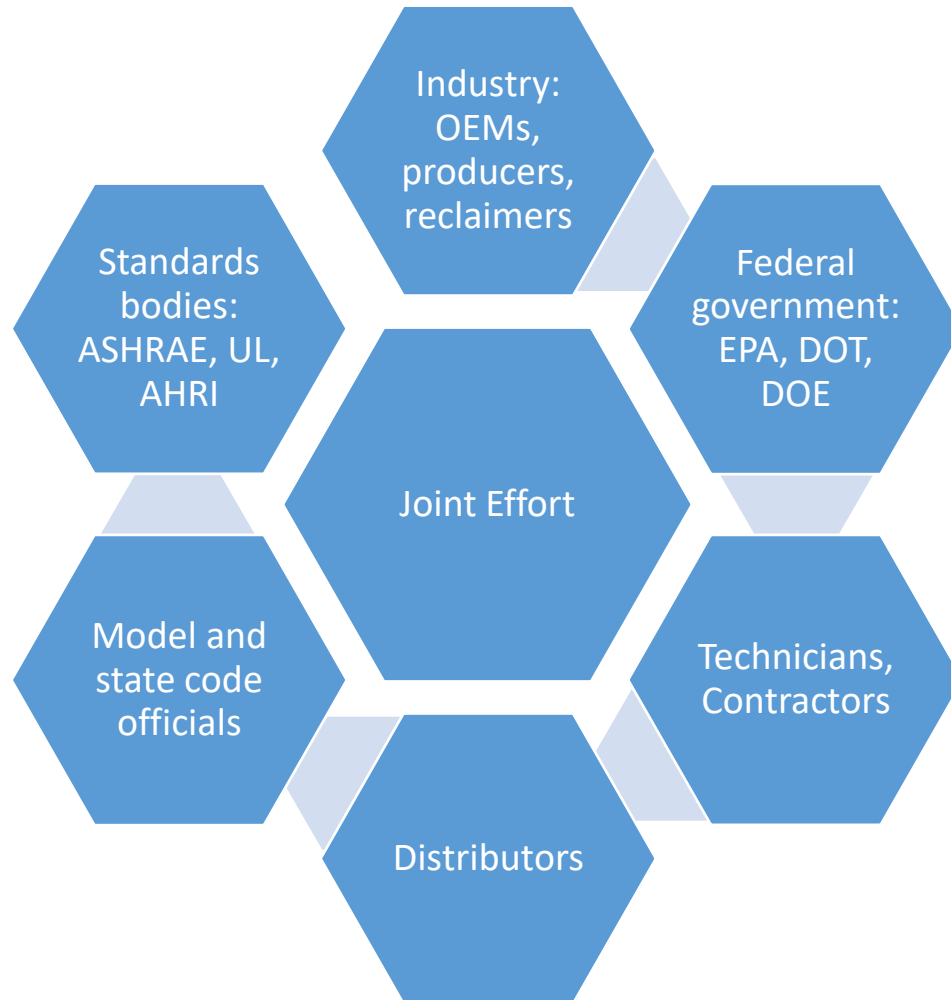 Industry:
OEMs,
producers,
reclaimers
Federal
government:
EPA, DOT,
DOE
Technicians,
Contractors
Distributors
Model and
state code
officials
Standards
bodies:
ASHRAE, UL,
AHRI
Joint Effort